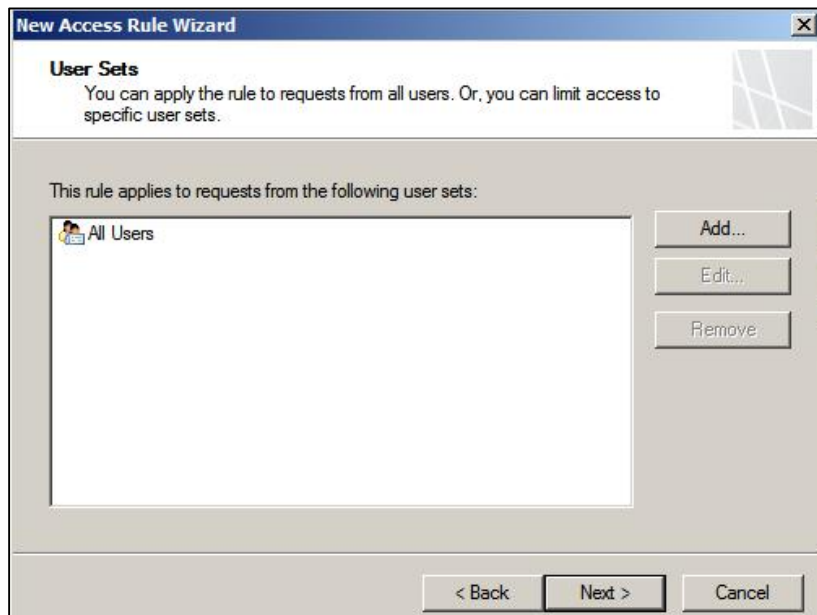 New Access Rule Wizard
User Sets
You can apply the rule to requests from all users. Or, you can limit access to
specific user sets.
This rule applies to requests from the following user sets:
All Users
Add...
Edit...
Remove
< Back
Next >
Cancel